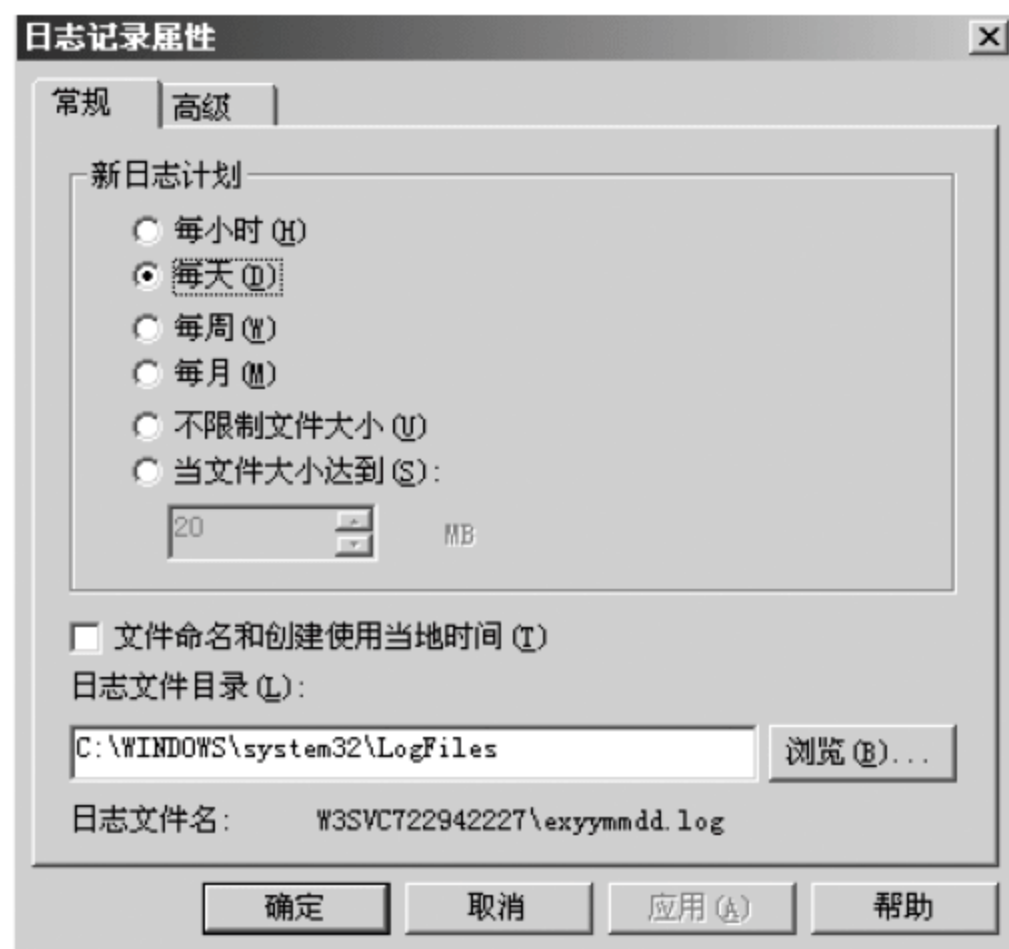 日志记录属性
常规 高级
新日志计划
每小时(H)
每天(D)
每周(W)
每月(M)
不限制文件大小(U)
当文件大小达到(S):
20 MB
文件命名和创建使用当地时间(T)
日志文件目录(L):
C:\WINDOWS\system32\LogFiles 浏览(B)...
日志文件名: W3SVC722942227\exyymmdd.log
确定 取消 应用(A) 帮助